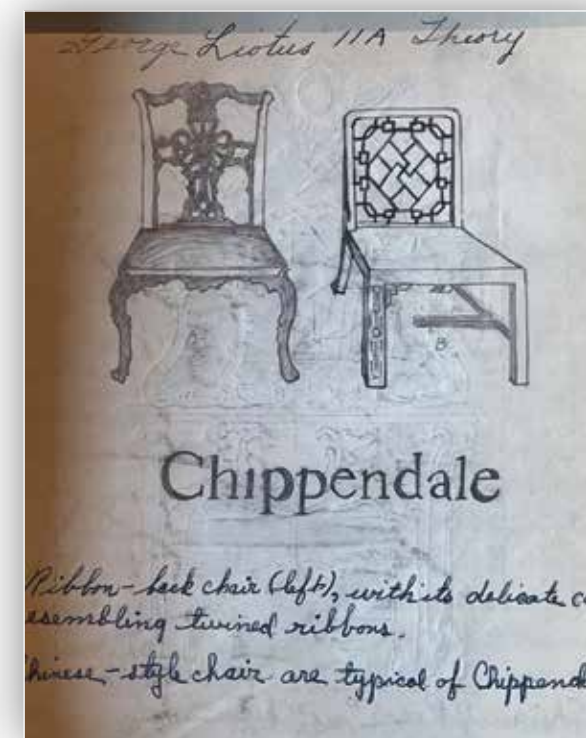 George Liotus 11A Theory
B
Chippendale
Ribbon-back chair (left), with its delicate
esembling twined ribbons.
hinese-style chair are typical of Chippend